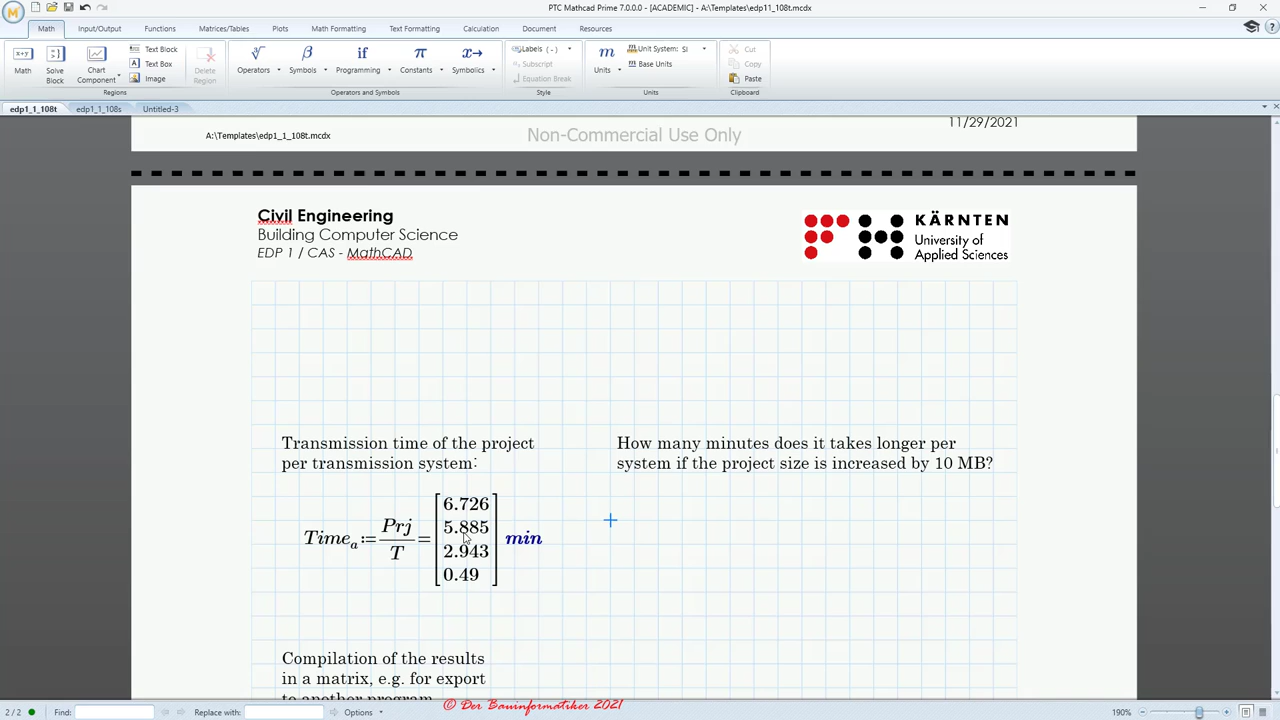 PTC Mathcad Prime 7.0.0.0 - [ACADEMIC] - A:\Templates\edp1_1_108t.mcdx
Math Input/Output Functions Matrices/Tables Plots Math Formatting Text Formatting Calculation Document Resources
Math
Solve Block
Chart Component
Text Block
Text Box
Image
Delete Region
Regions
Operators
Symbols
Programming
Constants
Symbolics
Operators and Symbols
Labels ( – )
Subscript
Equation Break
Style
Units
Unit System: SI
Base Units
Units
Cut
Copy
Paste
Clipboard
edp1_1_108t edp1_1_108s Untitled-3
A:\Templates\edp1_1_108t.mcdx Non-Commercial Use Only 11/29/2021
Civil Engineering
Building Computer Science
EDP 1 / CAS - MathCAD
KÄRNTEN
University of
Applied Sciences
Transmission time of the project
per transmission system:
Time_a := Prj / T = [6.726 5.885 2.943 0.49] min
How many minutes does it takes longer per
system if the project size is increased by 10 MB?
Compilation of the results
in a matrix, e.g. for export
to another program
© Der Bauinformatiker 2021
2 / 2 Find: Replace with: Options 190%